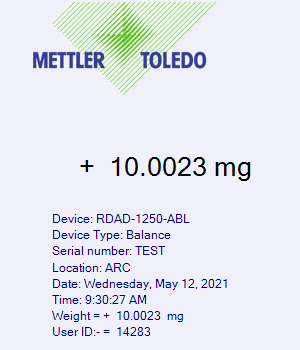 METTLER TOLEDO
+ 10.0023 mg
Device: RDAD-1250-ABL
Device Type: Balance
Serial number: TEST
Location: ARC
Date: Wednesday, May 12, 2021
Time: 9:30:27 AM
Weight = + 10.0023 mg
User ID:- = 14283